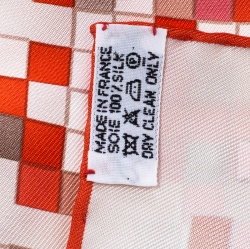 MADE IN FRANCE
SOIE 100% SILK
DRY CLEAN ONLY